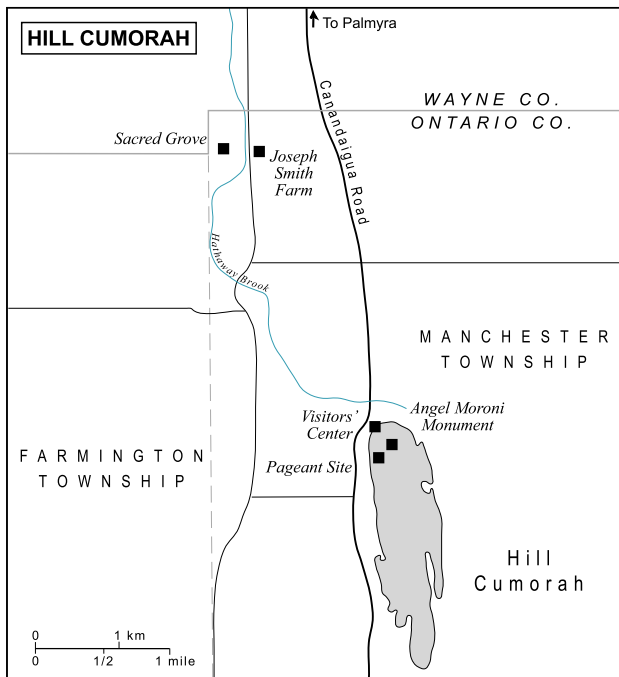 To Palmyra
HILL CUMORAH
Canandaigua Road
WAYNE CO.
ONTARIO CO.
Sacred Grove
Joseph
Smith
Farm
Hathaway Brook
MANCHESTER
TOWNSHIP
Visitors'
Center
Angel Moroni
Monument
Pageant Site
FARMINGTON
TOWNSHIP
Hill
Cumorah
0 1 km
0 1/2 1 mile